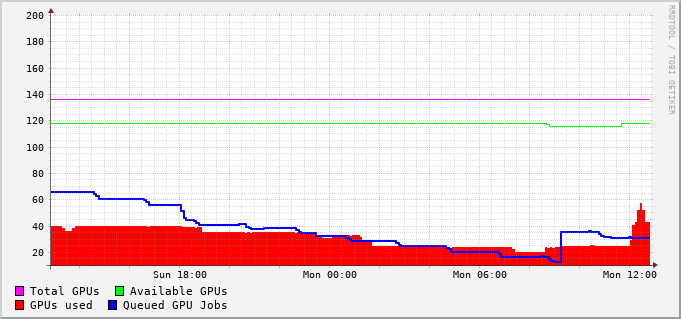 200
180
160
140
120
100
80
60
40
20
Sun 18:00 Mon 00:00 Mon 06:00 Mon 12:00
Total GPUs Available GPUs
GPUs used Queued GPU Jobs
RRDTOOL / TOBI OETIKER